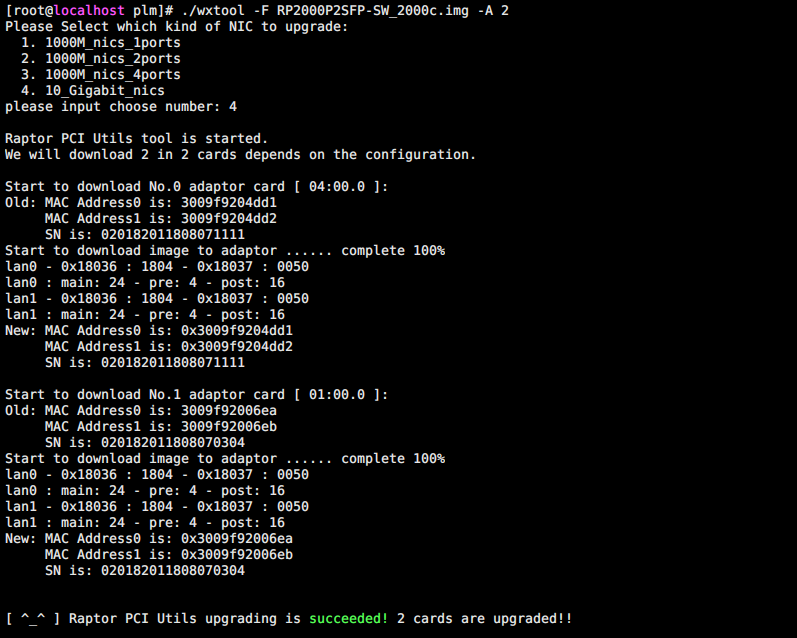 [root@localhost plm]# ./wxtool -F RP2000P2SFP-SW_2000c.img -A 2
Please Select which kind of NIC to upgrade:
  1. 1000M_nics_1ports
  2. 1000M_nics_2ports
  3. 1000M_nics_4ports
  4. 10_Gigabit_nics
please input choose number: 4

Raptor PCI Utils tool is started.
We will download 2 in 2 cards depends on the configuration.

Start to download No.0 adaptor card [ 04:00.0 ]:
Old: MAC Address0 is: 3009f9204dd1
     MAC Address1 is: 3009f9204dd2
     SN is: 020182011808071111
Start to download image to adaptor ...... complete 100%
lan0 - 0x18036 : 1804 - 0x18037 : 0050
lan0 : main: 24 - pre: 4 - post: 16
lan1 - 0x18036 : 1804 - 0x18037 : 0050
lan1 : main: 24 - pre: 4 - post: 16
New: MAC Address0 is: 0x3009f9204dd1
     MAC Address1 is: 0x3009f9204dd2
     SN is: 020182011808071111

Start to download No.1 adaptor card [ 01:00.0 ]:
Old: MAC Address0 is: 3009f92006ea
     MAC Address1 is: 3009f92006eb
     SN is: 020182011808070304
Start to download image to adaptor ...... complete 100%
lan0 - 0x18036 : 1804 - 0x18037 : 0050
lan0 : main: 24 - pre: 4 - post: 16
lan1 - 0x18036 : 1804 - 0x18037 : 0050
lan1 : main: 24 - pre: 4 - post: 16
New: MAC Address0 is: 0x3009f92006ea
     MAC Address1 is: 0x3009f92006eb
     SN is: 020182011808070304

[ ^_^ ] Raptor PCI Utils upgrading is succeeded! 2 cards are upgraded!!